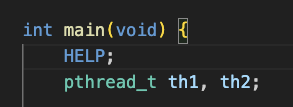 int main(void) {
HELP;
pthread_t th1, th2;